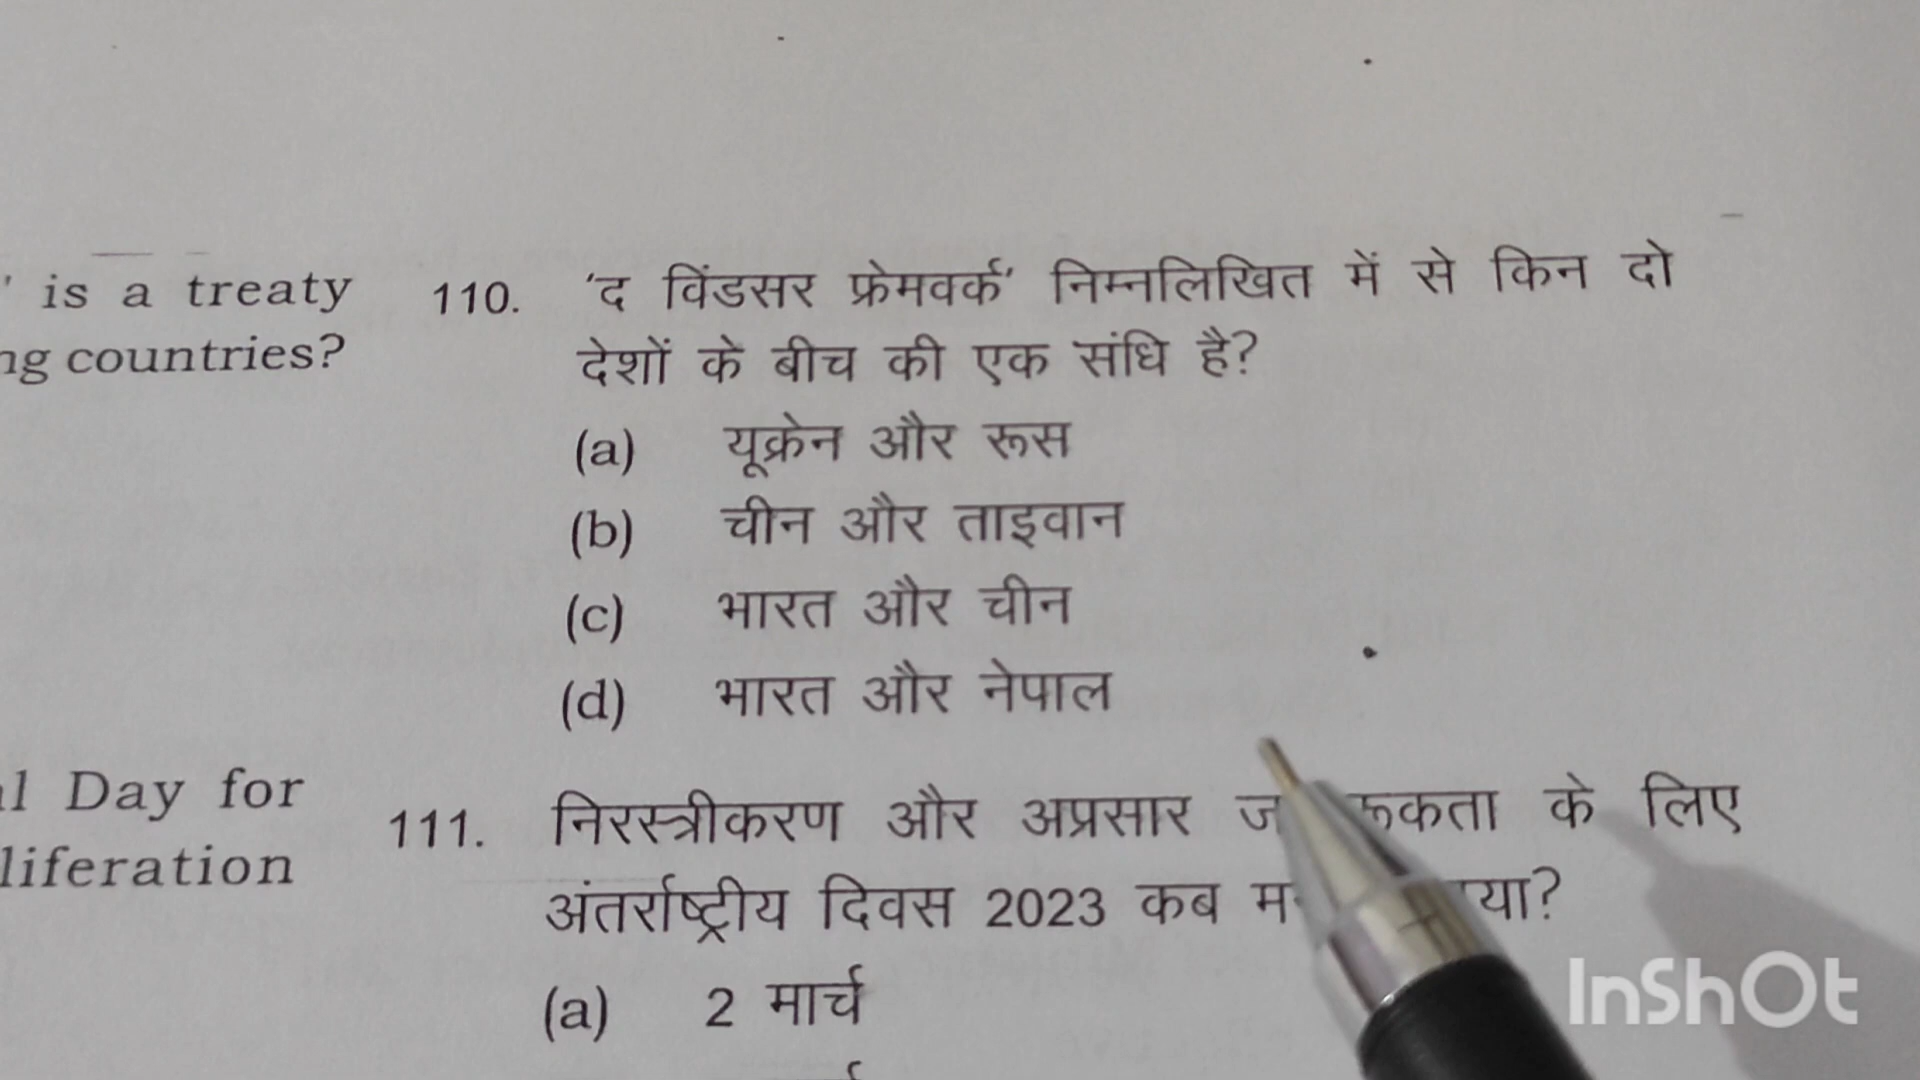 ' is a treaty
countries?
110. 'द विंडसर फ्रेमवर्क' निम्नलिखित में से किन दो
देशों के बीच की एक संधि है?
(a) यूक्रेन और रूस
(b) चीन और ताइवान
(c) भारत और चीन
(d) भारत और नेपाल
Day for
111. निरस्त्रीकरण और अप्रसार के लिए
अंतर्राष्ट्रीय दिवस 2023 कब
(a) 2 मार्च
InShOt